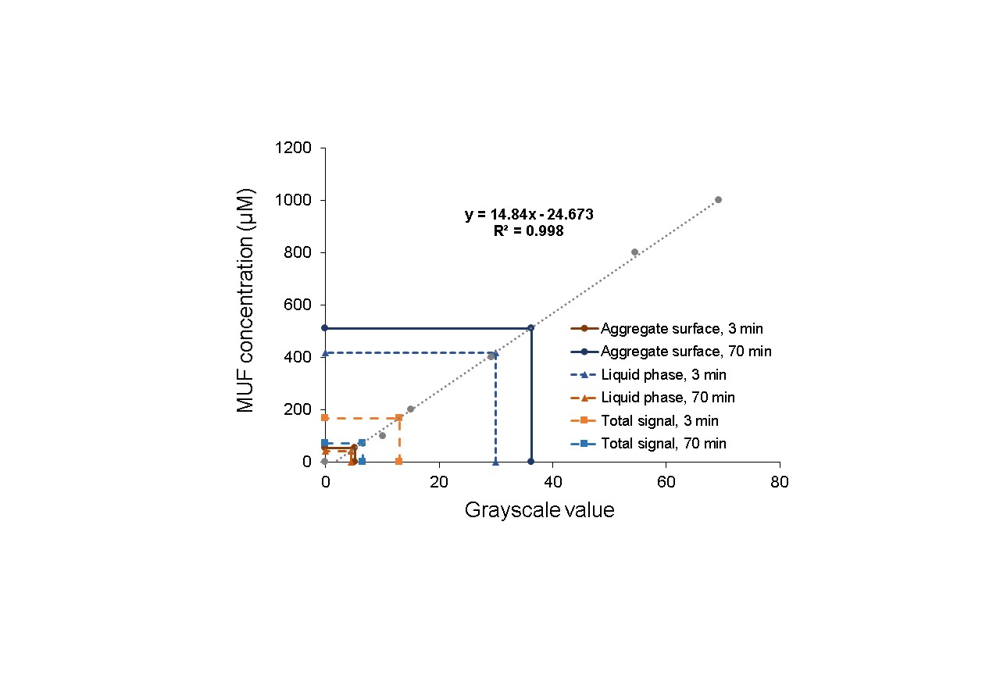 1200
1000
800
600
400
200
0
MUF concentration (µM)
y = 14.84x - 24.673
R² = 0.998
Aggregate surface, 3 min
Aggregate surface, 70 min
Liquid phase, 3 min
Liquid phase, 70 min
Total signal, 3 min
Total signal, 70 min
0 20 40 60 80
Grayscale value